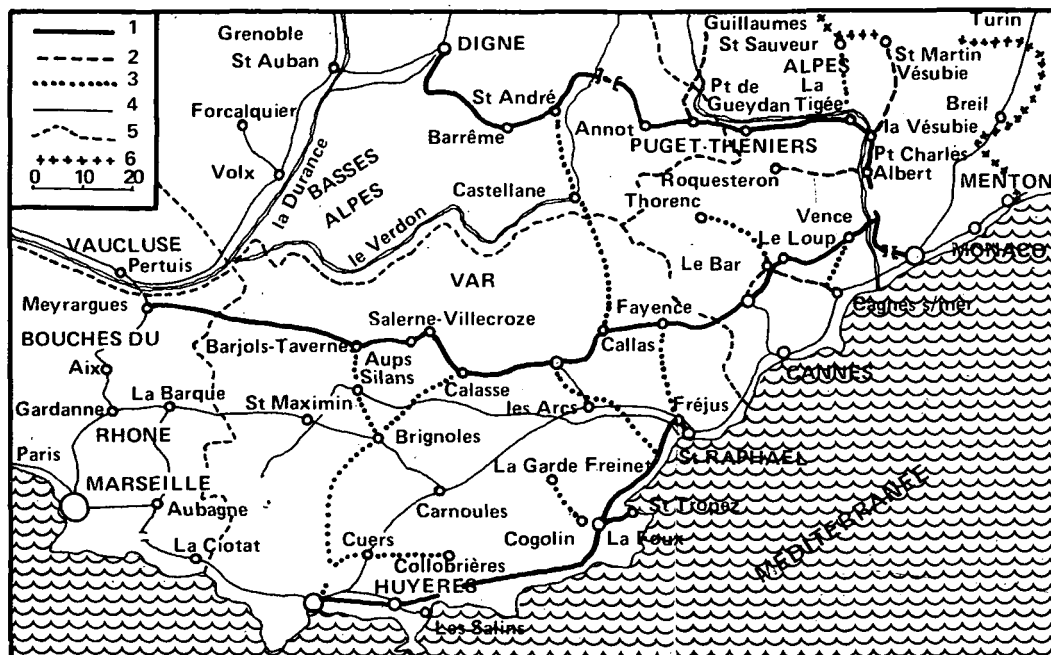 1
2
3
4
5
6
0 10 20
Grenoble
St Auban
DIGNE
Guillaumes
St Sauveur
ALPES
La
Tigée
Turin
St Martin
Vésubie
Forcalquier
St André
Pt de
Gueydan
Breil
Barrême
Annot
la Vésubie
PUGET-THENIERS
Volx
la Durance
BASSES
ALPES
Castellane
Roquesteron
Pt Charles
Albert
MENTON
Thorenc
Vence
le Verdon
VAUCLUSE
Pertuis
Le Loup
VAR
Le Bar
MONACO
Meyrargues
Fayence
Cagnes s/mer
Salerne-Villecroze
BOUCHES DU
Barjols-Taverne
Aups
Callas
Silans
Calasse
CANNES
Aix
La Barque
St Maximin
les Arcs
Fréjus
Gardanne
RHONE
Brignoles
St RAPHAEL
Paris
La Garde Freinet
MARSEILLE
Aubagne
Carnoules
St Tropez
MÉDITERRANÉE
Cogolin
La Foux
La Ciotat
Cuers
Collobrières
HUYERES
Les Salins